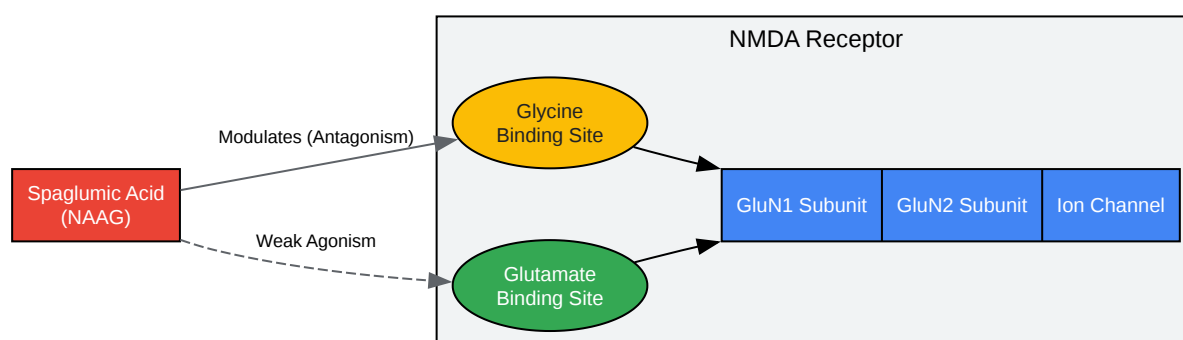 NMDA Receptor
Glycine
Binding Site
Modulates (Antagonism)
Spaglumic Acid
(NAAG)
GluN1 Subunit
GluN2 Subunit
Ion Channel
Weak Agonism
Glutamate
Binding Site